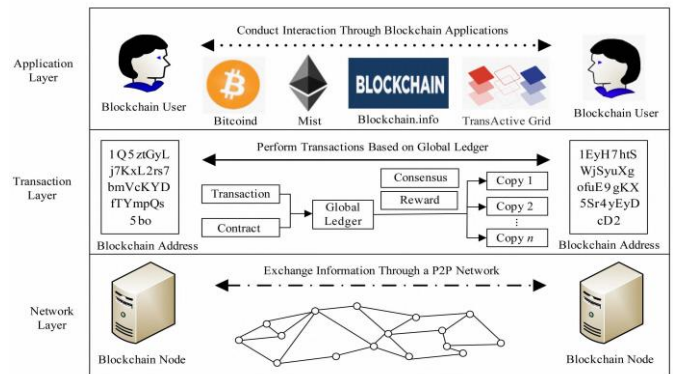 Conduct Interaction Through Blockchain Applications
Application
Layer
Blockchain User
Bitcoind
Mist
BLOCKCHAIN
Blockchain.info
TransActive Grid
Blockchain User
Perform Transactions Based on Global Ledger
Transaction
Layer
1Q5ztGyL
j7KxL2rs7
bmVcKYD
fTYmpQs
5bo
Blockchain Address
Transaction
Contract
Global
Ledger
Consensus
Reward
Copy 1
Copy 2
⋮
Copy n
1EyH7htS
WjSyuXg
ofuE9gKX
5Sr4yEyD
cD2
Blockchain Address
Exchange Information Through a P2P Network
Network
Layer
Blockchain Node
Blockchain Node